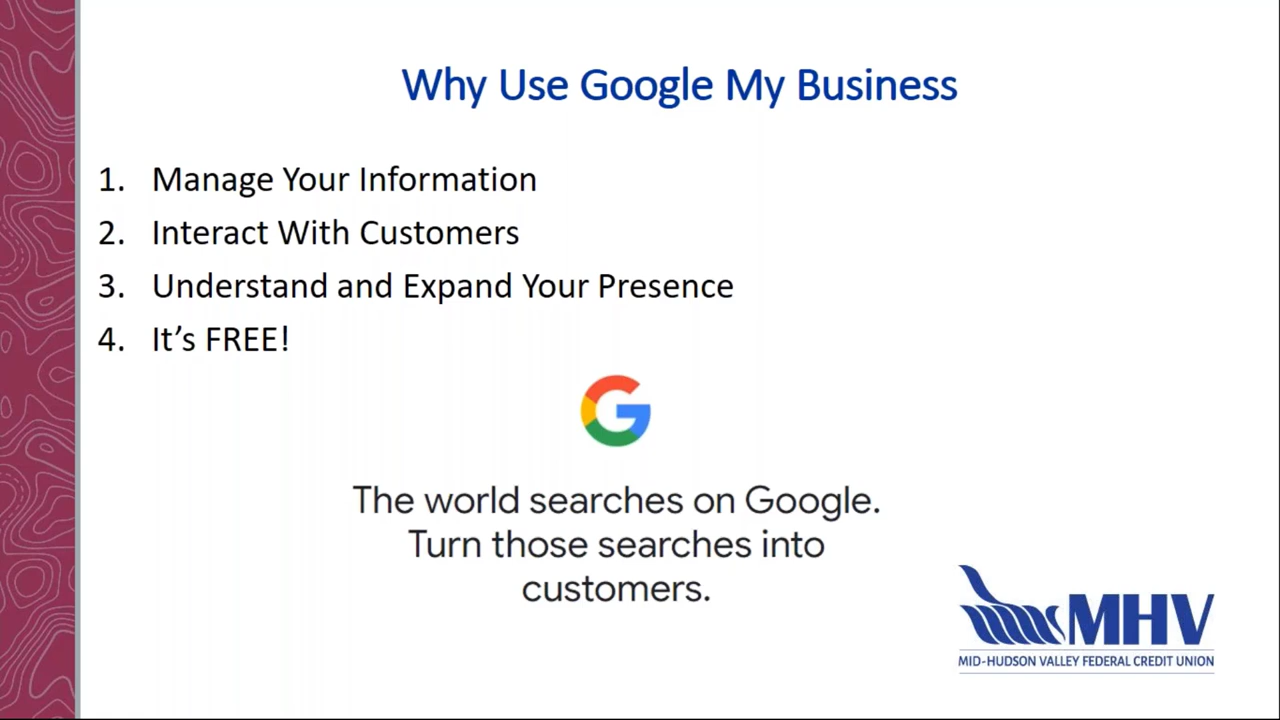 Why Use Google My Business
1. Manage Your Information
2. Interact With Customers
3. Understand and Expand Your Presence
4. It’s FREE!
The world searches on Google.
Turn those searches into
customers.
MHV
MID-HUDSON VALLEY FEDERAL CREDIT UNION